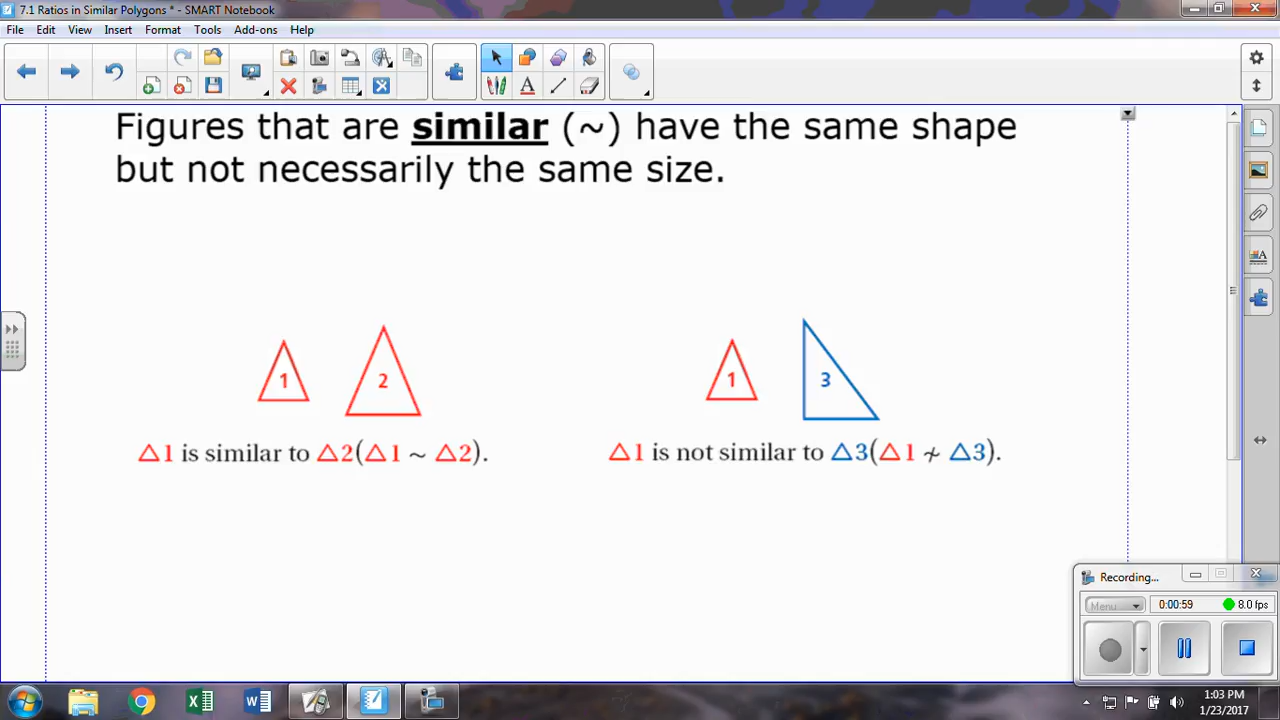 7.1 Ratios in Similar Polygons * - SMART Notebook
File Edit View Insert Format Tools Add-ons Help
Figures that are similar (~) have the same shape
but not necessarily the same size.
1 2 1 3
△1 is similar to △2(△1 ~ △2).
△1 is not similar to △3(△1 ≁ △3).
Recording...
Menu 0:00:59 8.0 fps
1:03 PM
1/23/2017